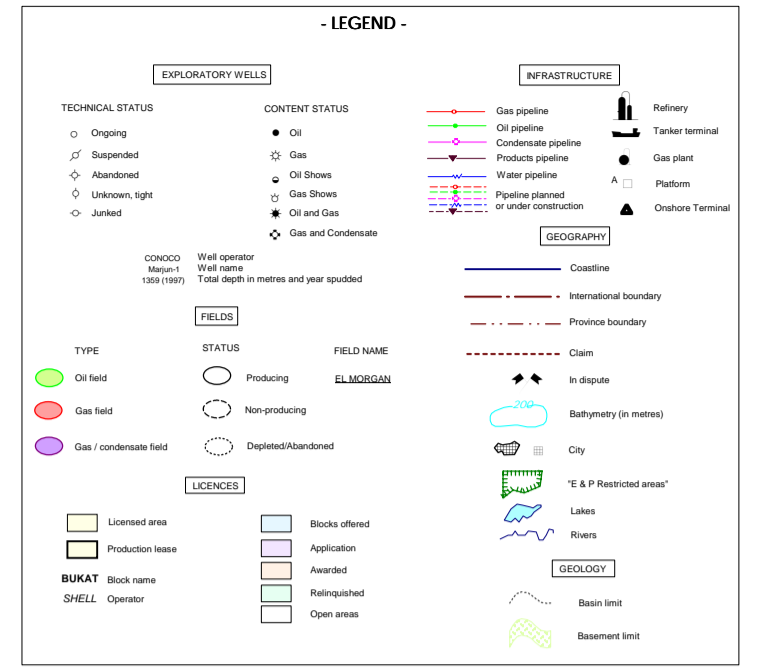 - LEGEND -
EXPLORATORY WELLS
TECHNICAL STATUS
Ongoing
Suspended
Abandoned
Unknown, tight
Junked
CONTENT STATUS
Oil
Gas
Oil Shows
Gas Shows
Oil and Gas
Gas and Condensate
CONOCO Well operator
Marjun-1 Well name
1359 (1997) Total depth in metres and year spudded
FIELDS
TYPE
Oil field
Gas field
Gas / condensate field
STATUS
Producing
Non-producing
Depleted/Abandoned
FIELD NAME
EL MORGAN
LICENCES
Licensed area
Production lease
BUKAT Block name
SHELL Operator
Blocks offered
Application
Awarded
Relinquished
Open areas
INFRASTRUCTURE
Gas pipeline
Oil pipeline
Condensate pipeline
Products pipeline
Water pipeline
Pipeline planned
or under construction
Refinery
Tanker terminal
Gas plant
A Platform
Onshore Terminal
GEOGRAPHY
Coastline
International boundary
Province boundary
Claim
In dispute
200 Bathymetry (in metres)
City
"E & P Restricted areas"
Lakes
Rivers
GEOLOGY
Basin limit
Basement limit